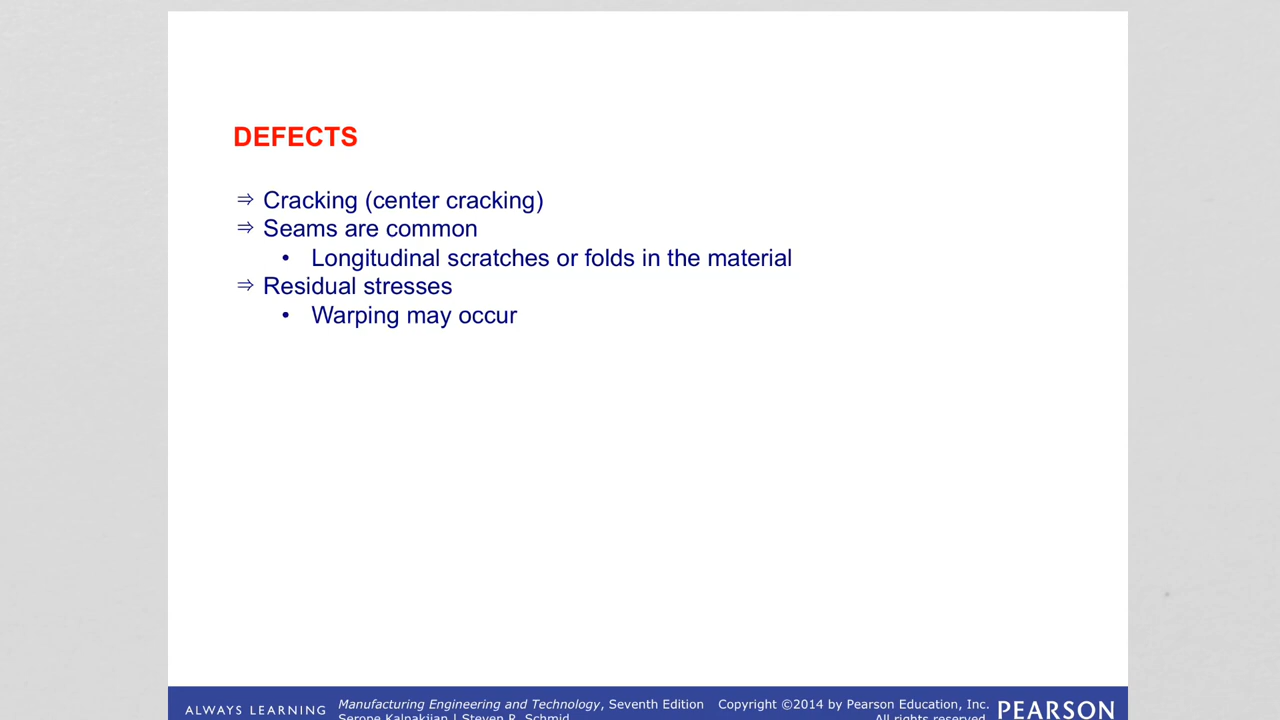 DEFECTS
⇒ Cracking (center cracking)
⇒ Seams are common
• Longitudinal scratches or folds in the material
⇒ Residual stresses
• Warping may occur
ALWAYS LEARNING
Manufacturing Engineering and Technology, Seventh Edition
Serope Kalpakjian | Steven R. Schmid
Copyright ©2014 by Pearson Education, Inc.
All rights reserved.
PEARSON